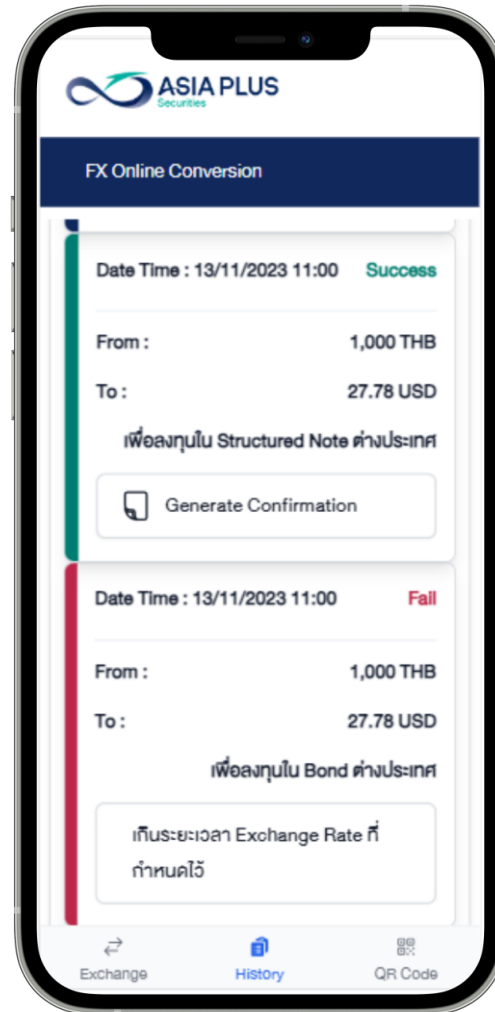 ASIA PLUS
Securities
FX Online Conversion
Date Time : 13/11/2023 11:00 Success
From : 1,000 THB
To : 27.78 USD
เพื่อลงทุนใน Structured Note ต่างประเทศ
Generate Confirmation
Date Time : 13/11/2023 11:00 Fail
From : 1,000 THB
To : 27.78 USD
เพื่อลงทุนใน Bond ต่างประเทศ
เกินระยะเวลา Exchange Rate ที่
กำหนดไว้
Exchange History QR Code